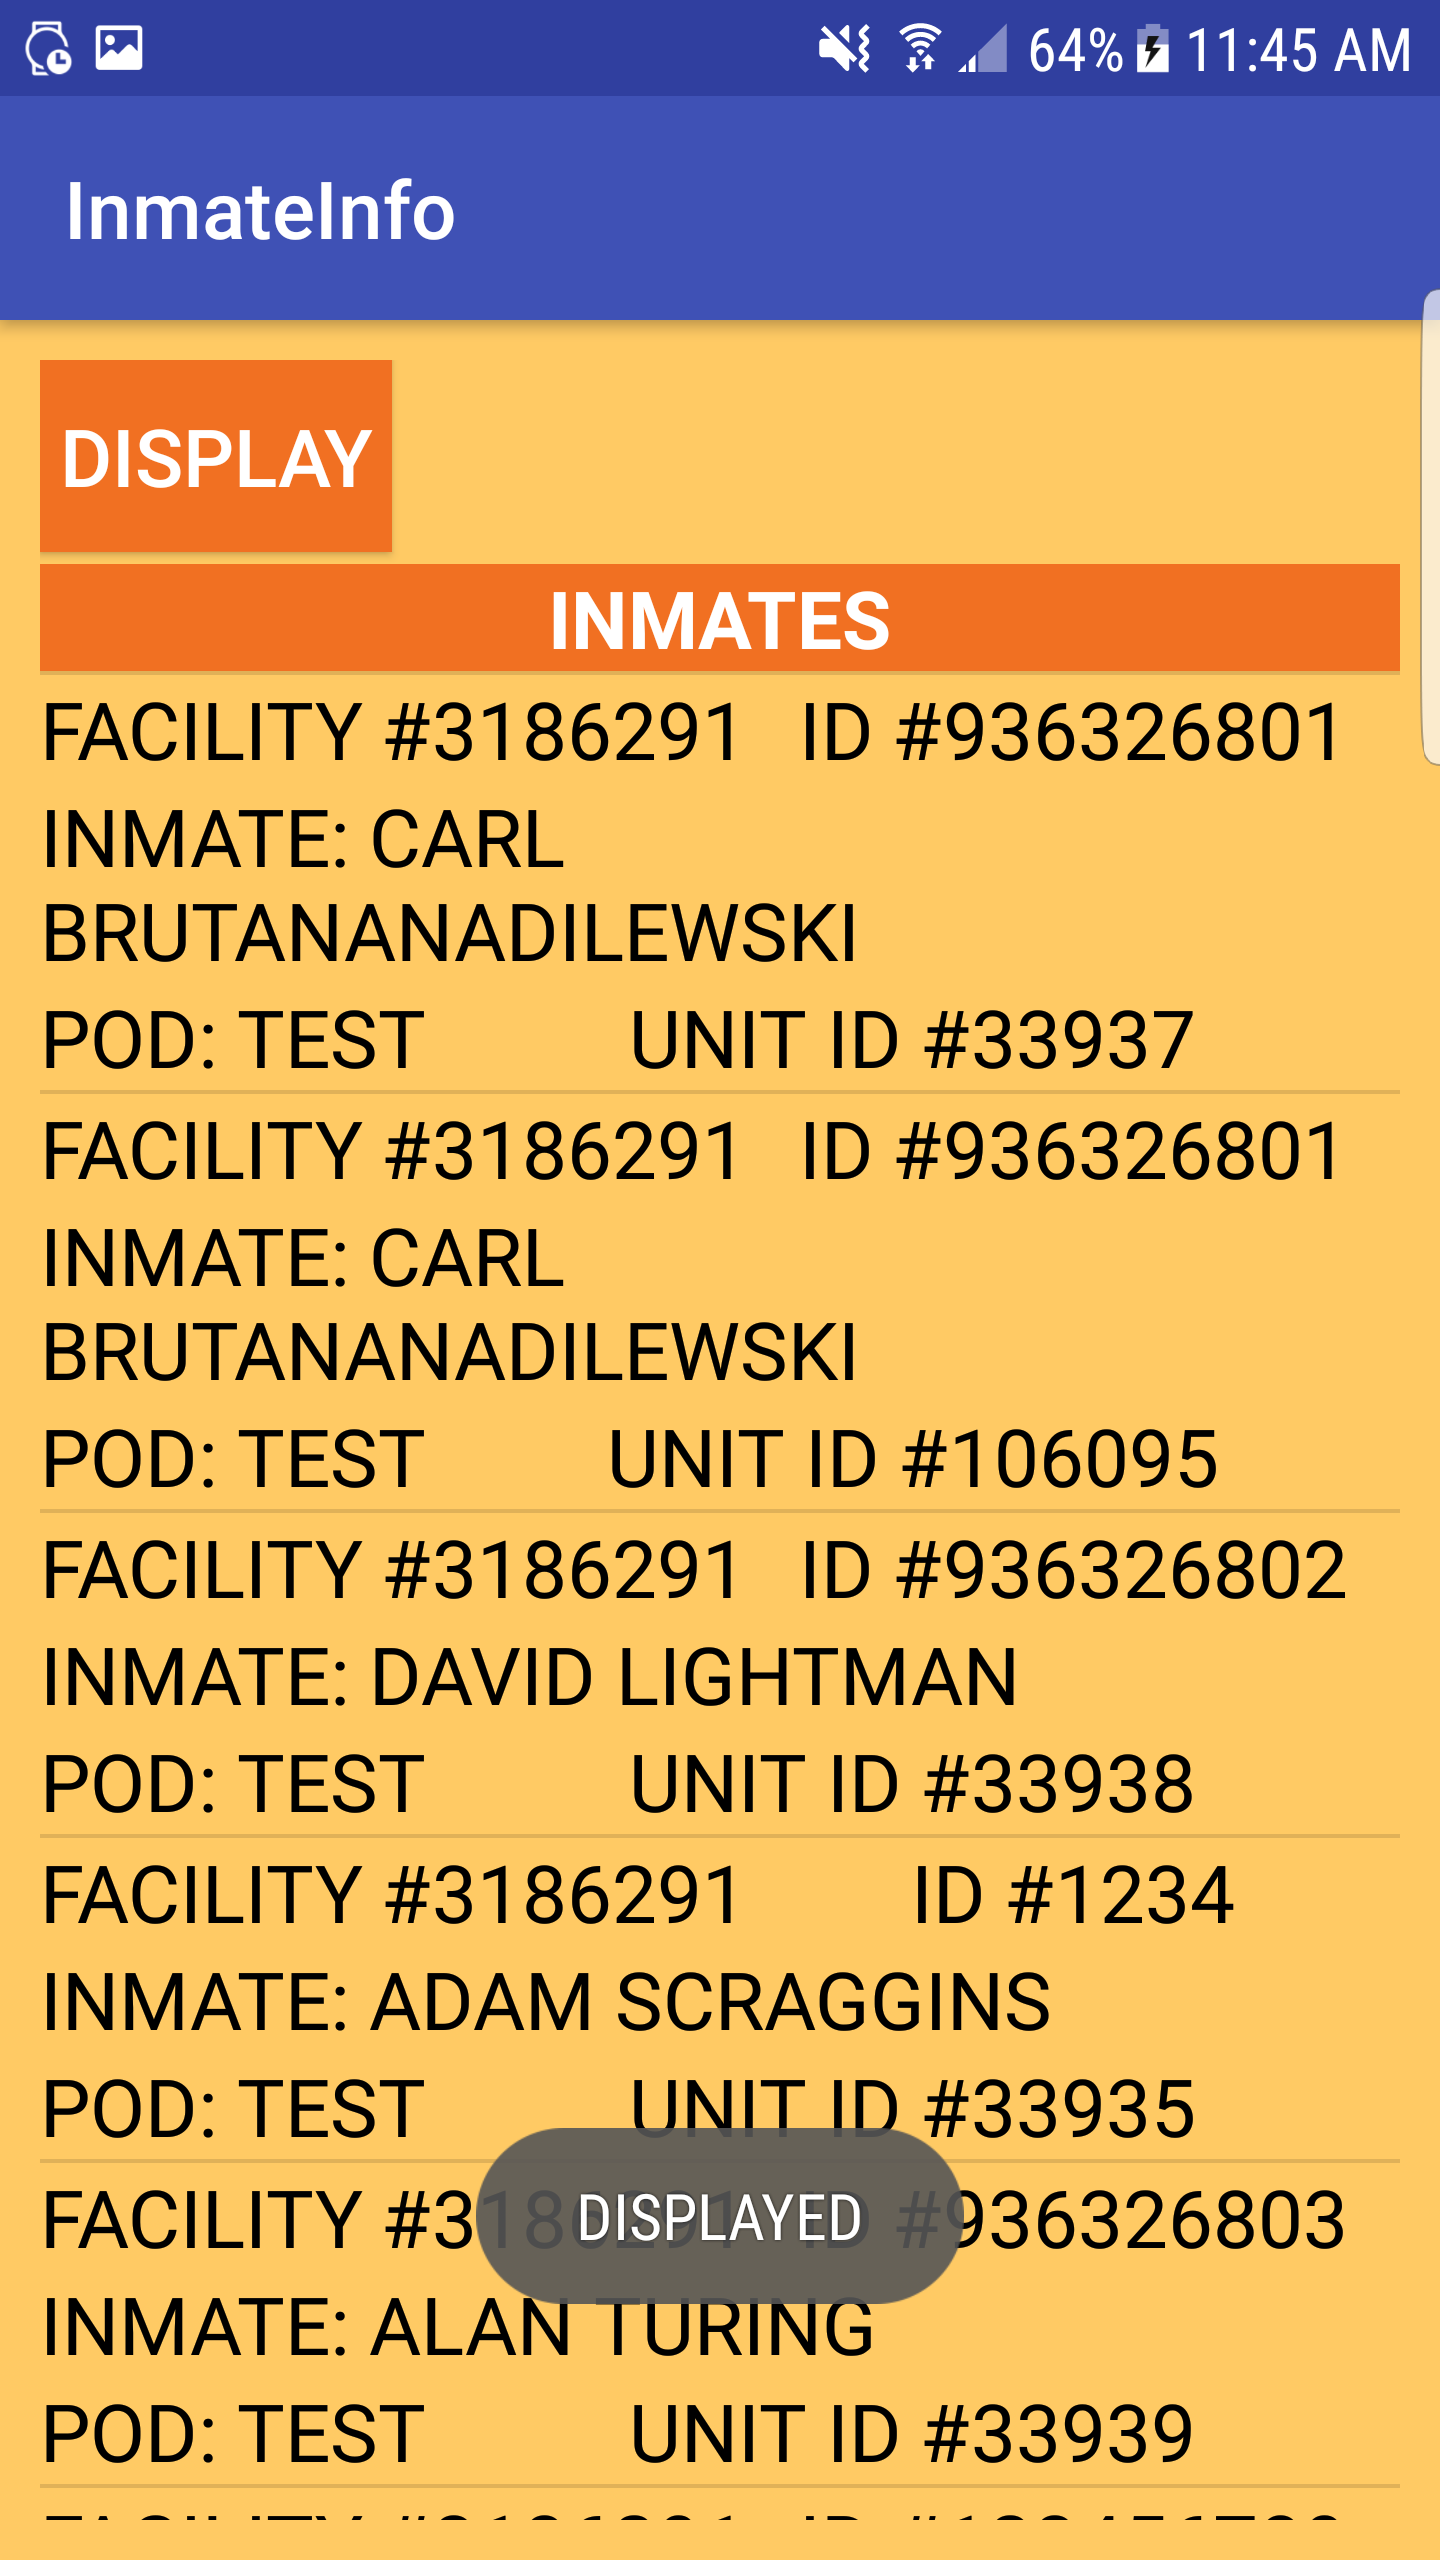 64% 11:45 AM
InmateInfo
DISPLAY
INMATES
FACILITY #3186291 ID #936326801
INMATE: CARL
BRUTANANADILEWSKI
POD: TEST UNIT ID #33937
FACILITY #3186291 ID #936326801
INMATE: CARL
BRUTANANADILEWSKI
POD: TEST UNIT ID #106095
FACILITY #3186291 ID #936326802
INMATE: DAVID LIGHTMAN
POD: TEST UNIT ID #33938
FACILITY #3186291 ID #1234
INMATE: ADAM SCRAGGINS
POD: TEST UNIT ID #33935
FACILITY #3186291 ID #936326803
DISPLAYED
INMATE: ALAN TURING
POD: TEST UNIT ID #33939